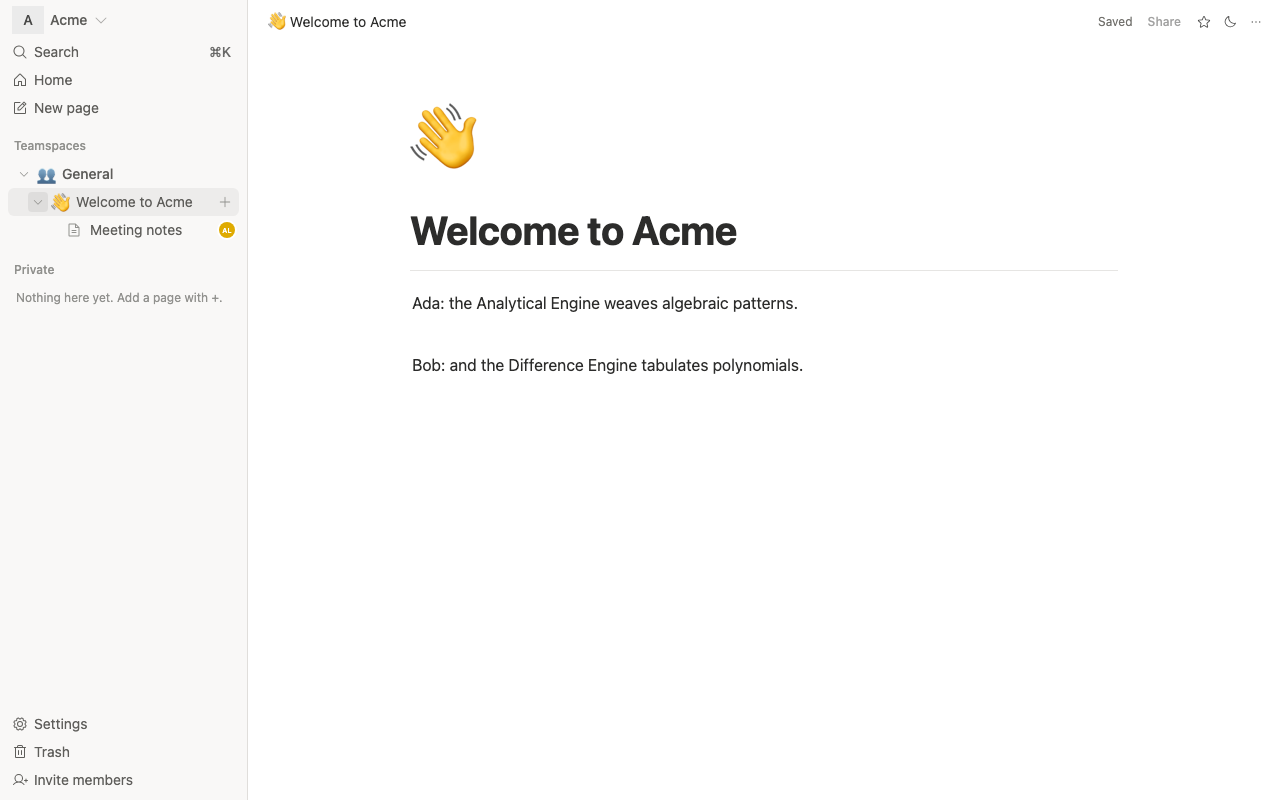 A Acme
Search ⌘K
Home
New page
Teamspaces
General
Welcome to Acme
Meeting notes AL
Private
Nothing here yet. Add a page with +.
Settings
Trash
Invite members
Welcome to Acme
Saved Share
Welcome to Acme
Ada: the Analytical Engine weaves algebraic patterns.
Bob: and the Difference Engine tabulates polynomials.